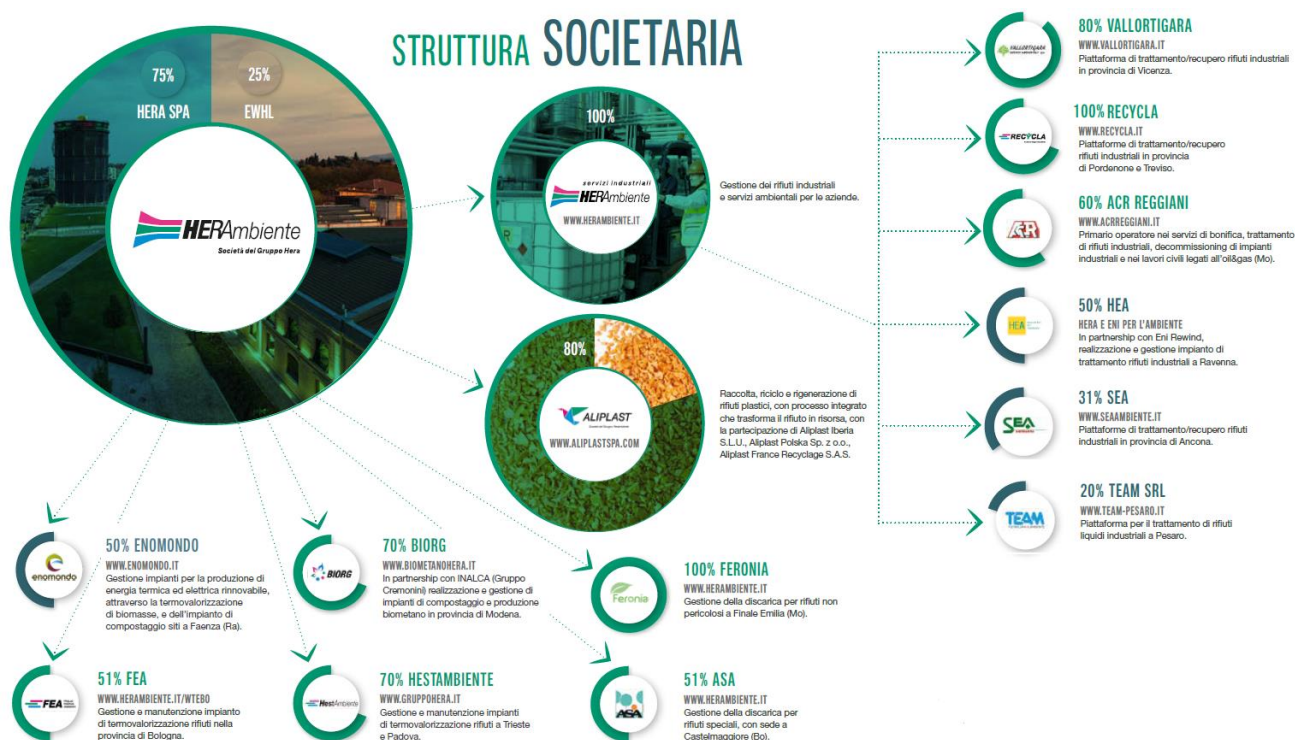 STRUTTURA SOCIETARIA
75%
HERA SPA
25%
EWHL
HERAmbiente
Società del Gruppo Hera
100%
servizi industriali
HERAmbiente
WWW.HERAMBIENTE.IT
Gestione dei rifiuti industriali
e servizi ambientali per le aziende.
80%
ALIPLAST
WWW.ALIPLASTSPA.COM
Raccolta, riciclo e rigenerazione di
rifiuti plastici, con processo integrato
che trasforma il rifiuto in risorsa, con
la partecipazione di Aliplast Iberia
S.L.U., Aliplast Polska Sp. z o.o.,
Aliplast France Recyclage S.A.S.
VALLORTIGARA
80% VALLORTIGARA
WWW.VALLORTIGARA.IT
Piattaforma di trattamento/recupero rifiuti industriali
in provincia di Vicenza.
RECYCLA
100% RECYCLA
WWW.RECYCLA.IT
Piattaforme di trattamento/recupero
rifiuti industriali in provincia
di Pordenone e Treviso.
ACR
60% ACR REGGIANI
WWW.ACRREGGIANI.IT
Primario operatore nei servizi di bonifica, trattamento
di rifiuti industriali, decommissioning di impianti
industriali e nei lavori civili legati all'oil&gas (Mo).
HEA
50% HEA
HERA E ENI PER L'AMBIENTE
In partnership con Eni Rewind,
realizzazione e gestione impianto di
trattamento rifiuti industriali a Ravenna.
SEA
31% SEA
WWW.SEAAMBIENTE.IT
Piattaforme di trattamento/recupero rifiuti
industriali in provincia di Ancona.
TEAM
20% TEAM SRL
WWW.TEAM-PESARO.IT
Piattaforma per il trattamento di rifiuti
liquidi industriali a Pesaro.
enomondo
50% ENOMONDO
WWW.ENOMONDO.IT
Gestione impianti per la produzione di
energia termica ed elettrica rinnovabile,
attraverso la termovalorizzazione
di biomasse, e dell'impianto di
compostaggio siti a Faenza (Ra).
BIORG
70% BIORG
WWW.BIOMETANOHERA.IT
In partnership con INALCA (Gruppo
Cremonini) realizzazione e gestione di
impianti di compostaggio e produzione
biometano in provincia di Modena.
Feronia
100% FERONIA
WWW.HERAMBIENTE.IT
Gestione della discarica per rifiuti non
pericolosi a Finale Emilia (Mo).
FEA
51% FEA
WWW.HERAMBIENTE.IT/WTEBO
Gestione e manutenzione impianto
di termovalorizzazione rifiuti nella
provincia di Bologna.
HestAmbiente
70% HESTAMBIENTE
WWW.GRUPPOHERA.IT
Gestione e manutenzione impianti
di termovalorizzazione rifiuti a Trieste
e Padova.
ASA
51% ASA
WWW.HERAMBIENTE.IT
Gestione della discarica per
rifiuti speciali, con sede a
Castelmaggiore (Bo).